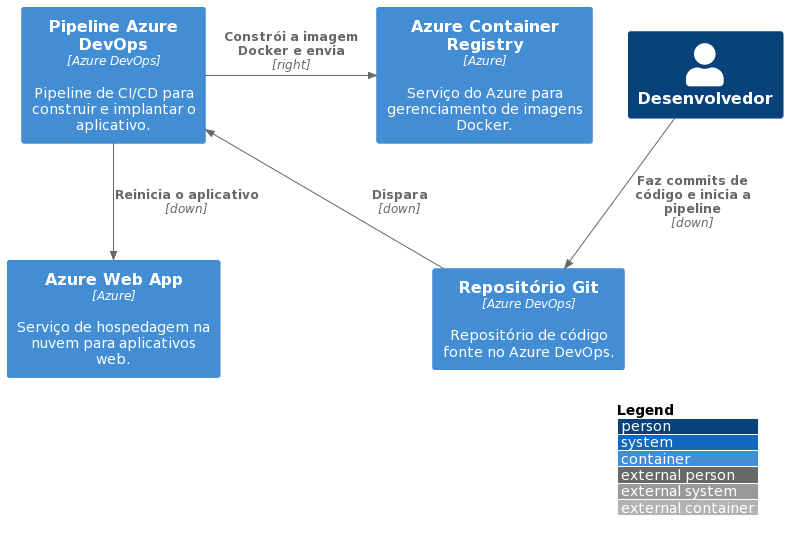 Pipeline Azure
DevOps
[Azure DevOps]
Pipeline de CI/CD para
construir e implantar o
aplicativo.
Constrói a imagem
Docker e envia
[right]
Azure Container
Registry
[Azure]
Serviço do Azure para
gerenciamento de imagens
Docker.
Desenvolvedor
Reinicia o aplicativo
[down]
Dispara
[down]
Faz commits de
código e inicia a
pipeline
[down]
Azure Web App
[Azure]
Serviço de hospedagem na
nuvem para aplicativos
web.
Repositório Git
[Azure DevOps]
Repositório de código
fonte no Azure DevOps.
Legend
person
system
container
external person
external system
external container